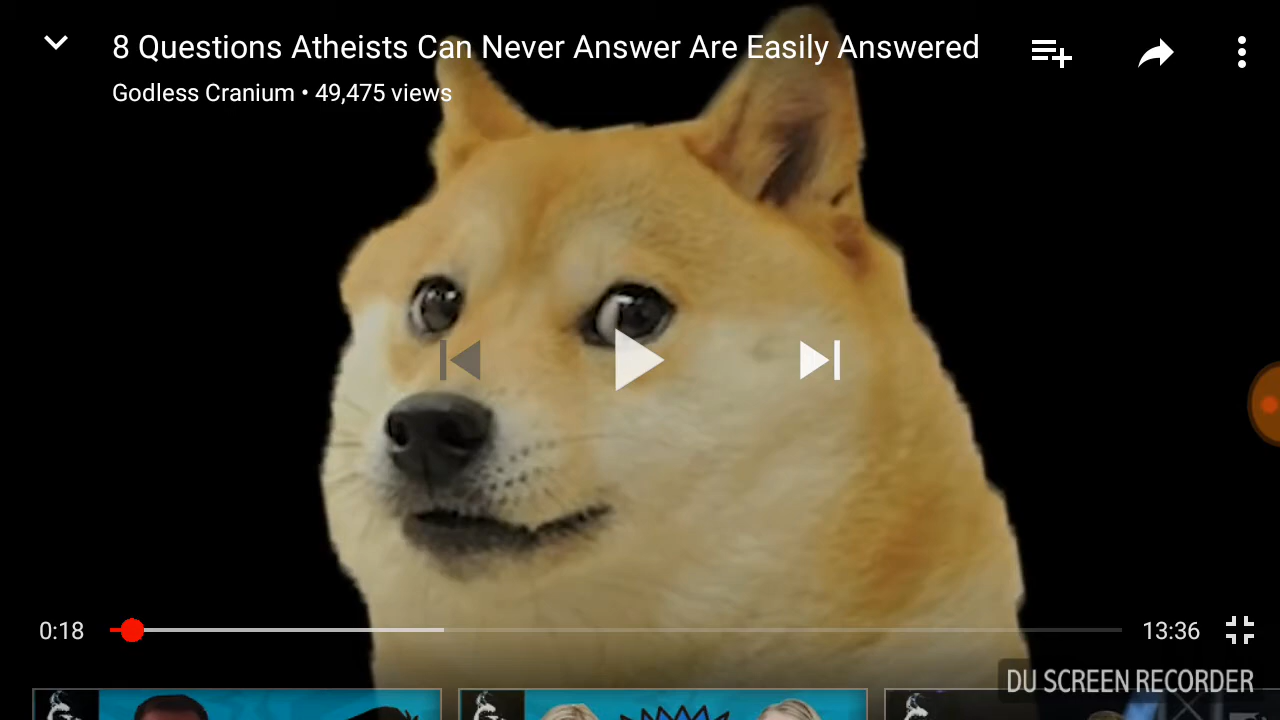 8 Questions Atheists Can Never Answer Are Easily Answered
Godless Cranium • 49,475 views
0:18
13:36
DU SCREEN RECORDER